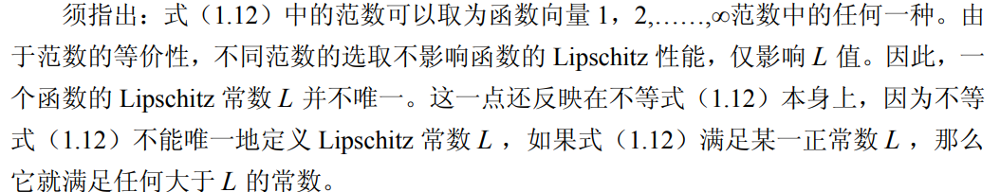 须指出：式（1.12）中的范数可以取为函数向量 1，2,……,∞范数中的任何一种。由
于范数的等价性，不同范数的选取不影响函数的 Lipschitz 性能，仅影响 L 值。因此，一
个函数的 Lipschitz 常数 L 并不唯一。这一点还反映在不等式（1.12）本身上，因为不等
式（1.12）不能唯一地定义 Lipschitz 常数 L ，如果式（1.12）满足某一正常数 L ，那么
它就满足任何大于 L 的常数。